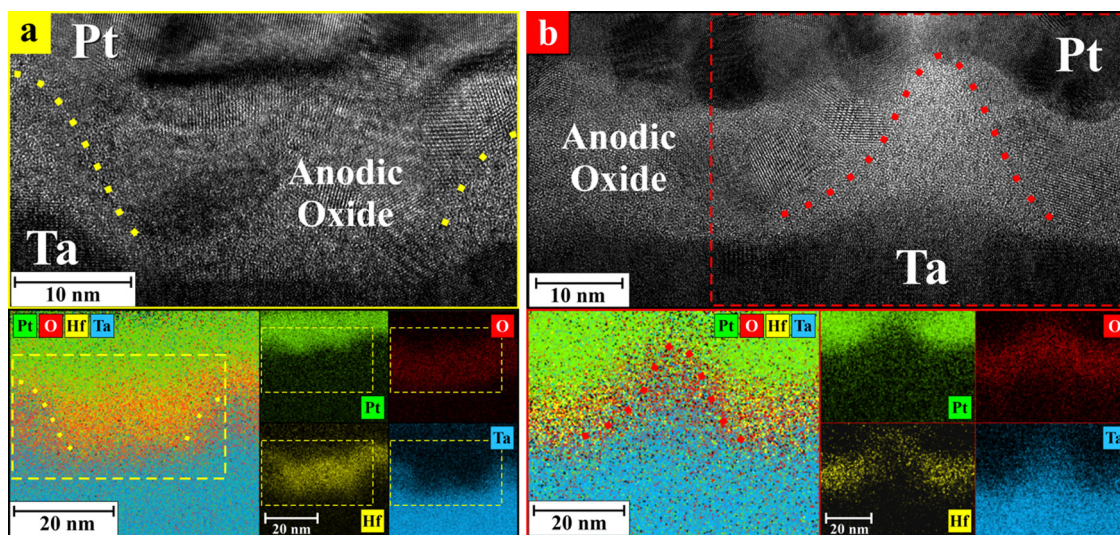 a
Pt
Anodic
Oxide
Ta
10 nm
b
Pt
Anodic
Oxide
Ta
10 nm
Pt O Hf Ta
20 nm
Pt
O
Hf
20 nm
Ta
Pt O Hf Ta
20 nm
Pt
O
Hf
20 nm
Ta